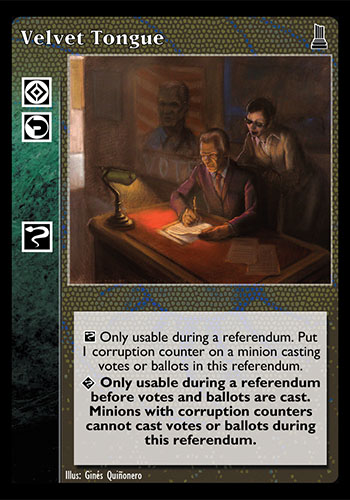 Velvet Tongue
Only usable during a referendum. Put
1 corruption counter on a minion casting
votes or ballots in this referendum.
Only usable during a referendum
before votes and ballots are cast.
Minions with corruption counters
cannot cast votes or ballots during
this referendum.
Illus: Ginés Quiñonero